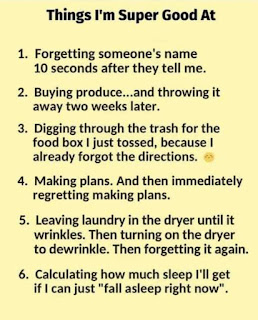 Things I'm Super Good At
1. Forgetting someone's name
10 seconds after they tell me.
2. Buying produce...and throwing it
away two weeks later.
3. Digging through the trash for the
food box I just tossed, because I
already forgot the directions. 😁
4. Making plans. And then immediately
regretting making plans.
5. Leaving laundry in the dryer until it
wrinkles. Then turning on the dryer
to dewrinkle. Then forgetting it again.
6. Calculating how much sleep I'll get
if I can just "fall asleep right now".